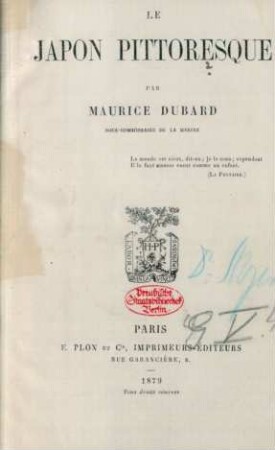 LE
JAPON PITTORESQUE
PAR
MAURICE DUBARD
SOUS-COMMISSAIRE DE LA MARINE
Le monde est vieux, dit-on; je le crois; cependant
Il le faut amuser encor comme un enfant.
(LA FONTAINE.)
Preußische
Staatsbibliothek
Berlin
PARIS
E. PLON ET Cie, IMPRIMEURS-ÉDITEURS
RUE GARANCIÈRE, 8.
1879
Tous droits réservés